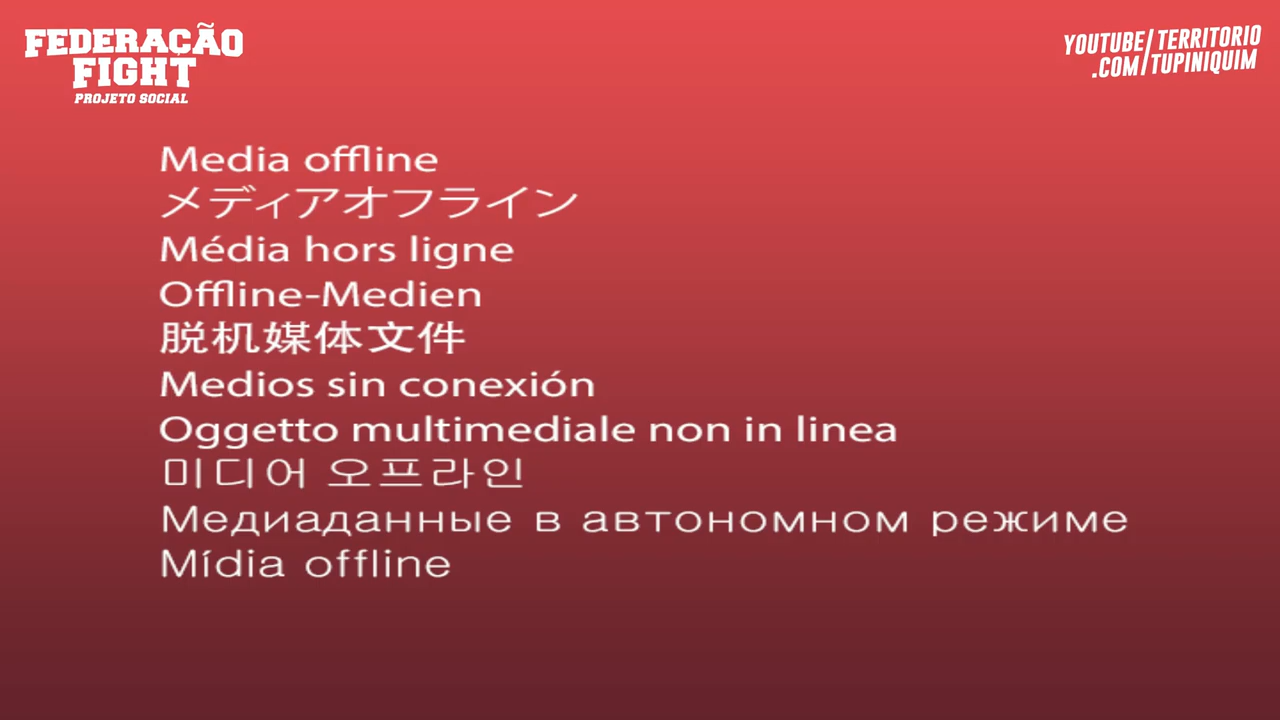 FEDERAÇÃO
FIGHT
PROJETO SOCIAL
YOUTUBE/TERRITORIO
.COM/TUPINIQUIM
Media offline
メディアオフライン
Média hors ligne
Offline-Medien
脱机媒体文件
Medios sin conexión
Oggetto multimediale non in linea
미디어 오프라인
Медиаданные в автономном режиме
Mídia offline